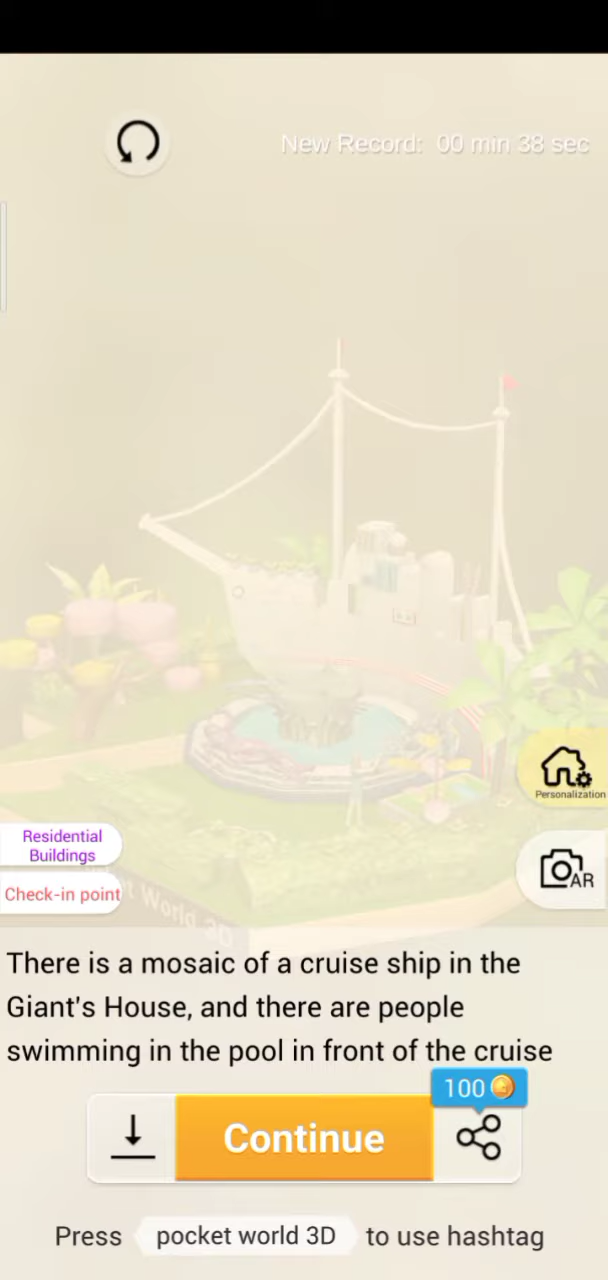 New Record: 00 min 38 sec
Personalization
Residential
Buildings
AR
Check-in point
t World 3D
There is a mosaic of a cruise ship in the
Giant's House, and there are people
swimming in the pool in front of the cruise
100
Continue
Press pocket world 3D to use hashtag